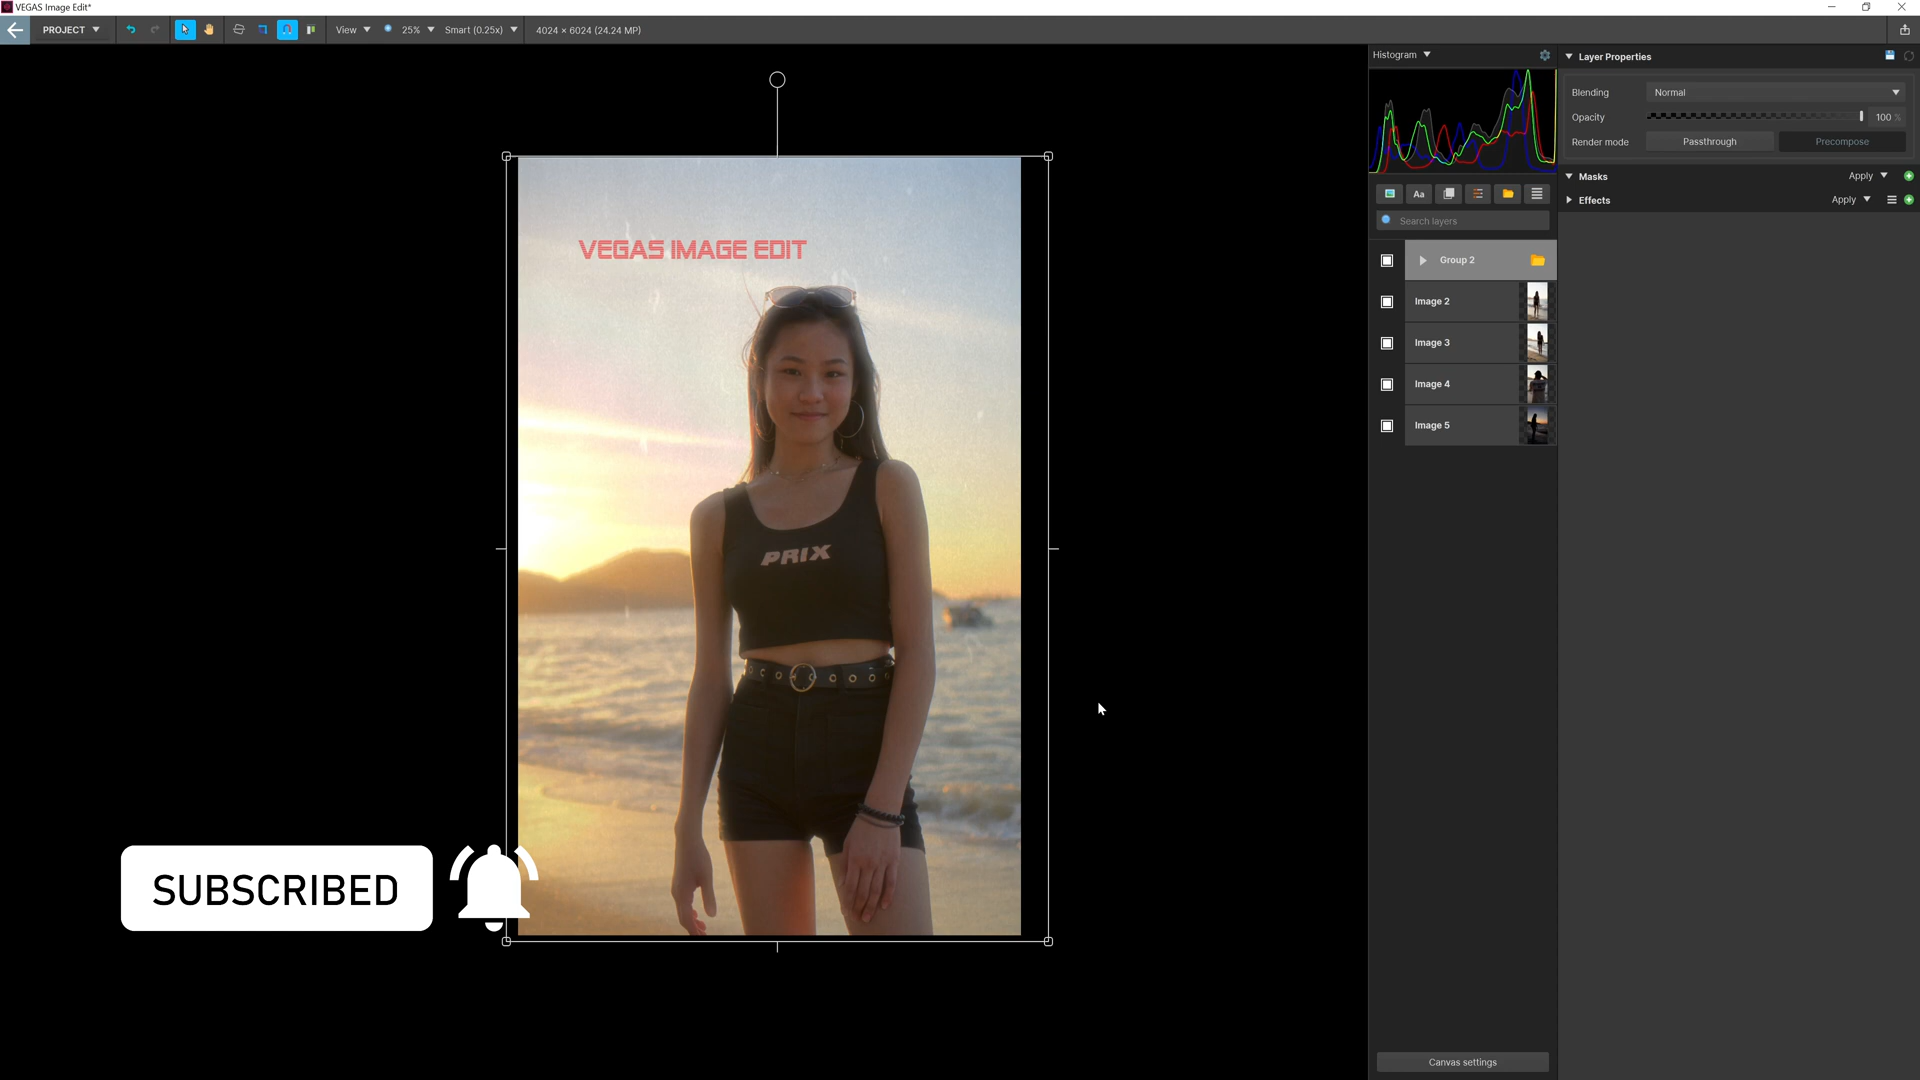 VEGAS Image Edit*
PROJECT
View
25%
Smart (0.25x)
4024 × 6024 (24.24 MP)
Histogram
Layer Properties
Blending
Normal
Opacity
100 %
Render mode
Passthrough
Precompose
Masks
Apply
Effects
Apply
Aa
Search layers
Group 2
Image 2
Image 3
Image 4
Image 5
VEGAS IMAGE EDIT
PRIX
SUBSCRIBED
Canvas settings